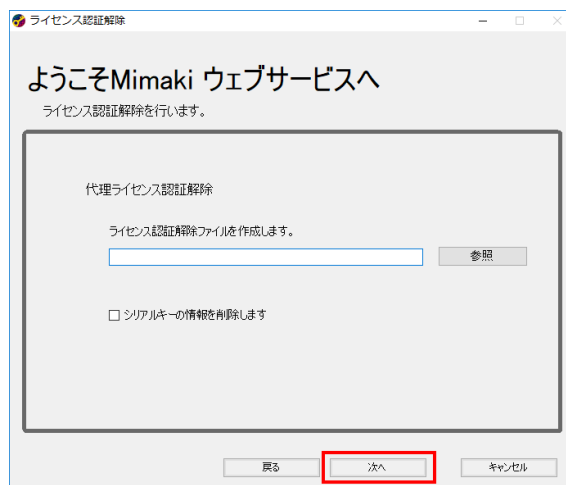 ライセンス認証解除
ようこそMimaki ウェブサービスへ
ライセンス認証解除を行います。
代理ライセンス認証解除
ライセンス認証解除ファイルを作成します。
参照
シリアルキーの情報を削除します
戻る 次へ キャンセル